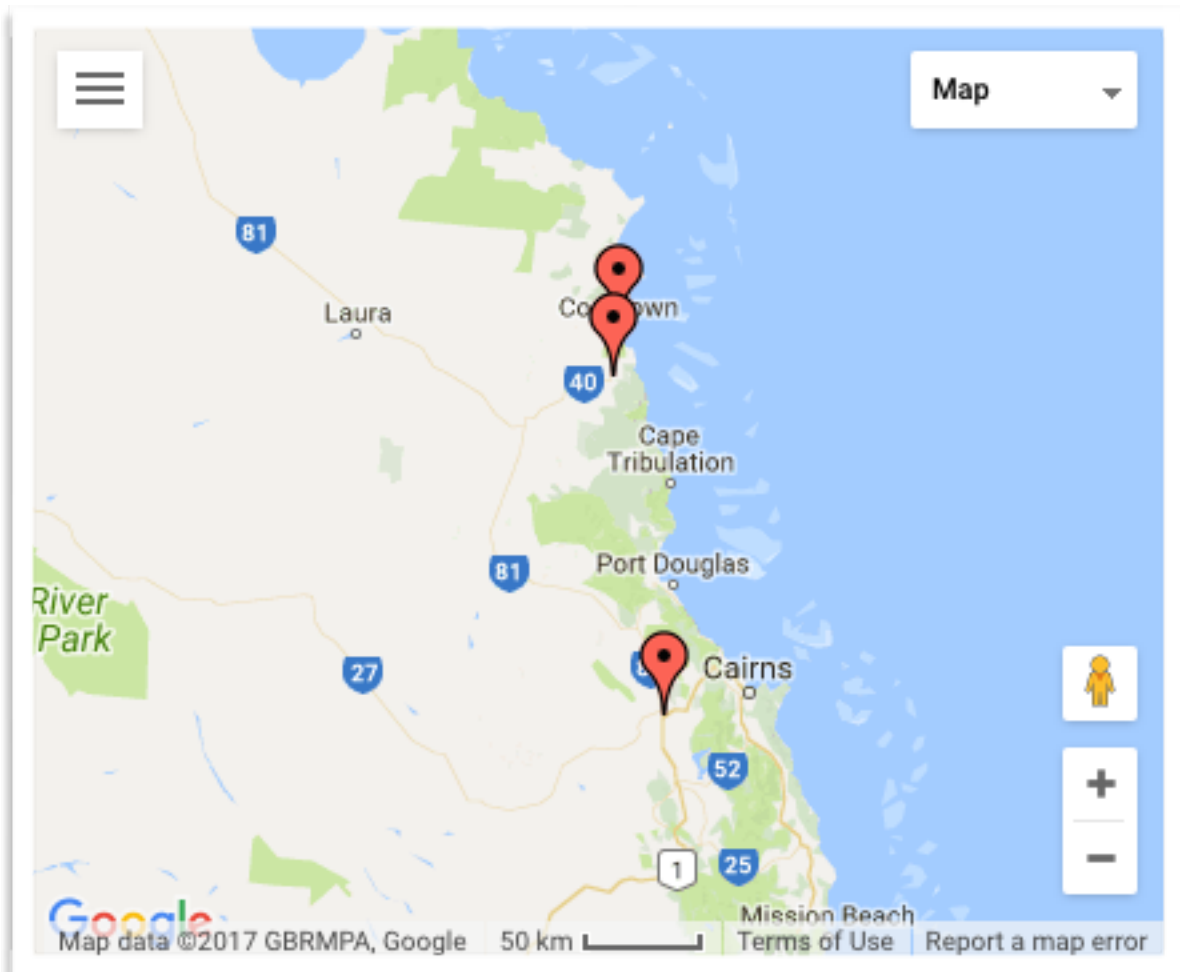 Map
81
Laura
40
Cape
Tribulation
Port Douglas
81
River
Park
27
Cairns
52
1
25
Mission Beach
Google
Map data ©2017 GBRMPA, Google
50 km
Terms of Use
Report a map error